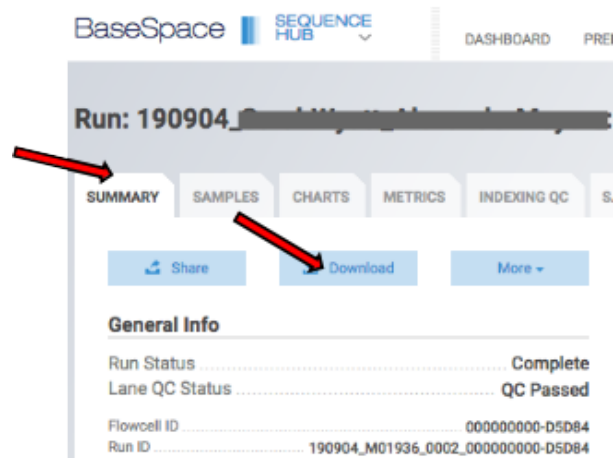 BaseSpace SEQUENCE HUB
DASHBOARD
Run: 190904_
SUMMARY SAMPLES CHARTS METRICS INDEXING QC
Share Download More
General Info
Run Status Complete
Lane QC Status QC Passed
Flowcell ID 000000000-D5D84
Run ID 190904_M01936_0002_000000000-D5D84